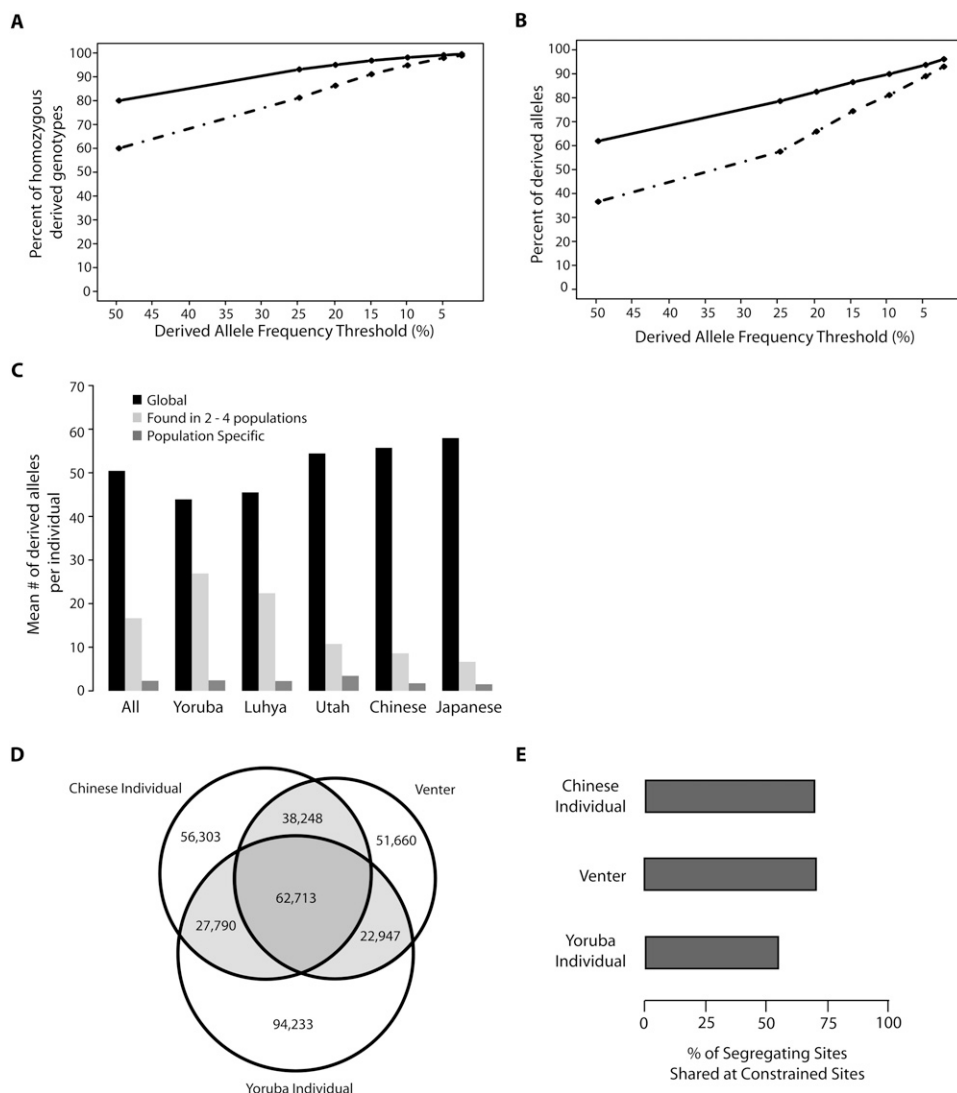 A
Percent of homozygous
derived genotypes
100
90
80
70
60
50
40
30
20
10
0
50 45 40 35 30 25 20 15 10 5
Derived Allele Frequency Threshold (%)
B
Percent of derived alleles
100
90
80
70
60
50
40
30
20
10
0
50 45 40 35 30 25 20 15 10 5
Derived Allele Frequency Threshold (%)
C
Mean # of derived alleles
per individual
70
60
50
40
30
20
10
0
Global
Found in 2 - 4 populations
Population Specific
All Yoruba Luhya Utah Chinese Japanese
D
Chinese Individual
Venter
38,248
56,303
51,660
62,713
27,790
22,947
94,233
Yoruba Individual
E
Chinese
Individual
Venter
Yoruba
Individual
0 25 50 75 100
% of Segregating Sites
Shared at Constrained Sites